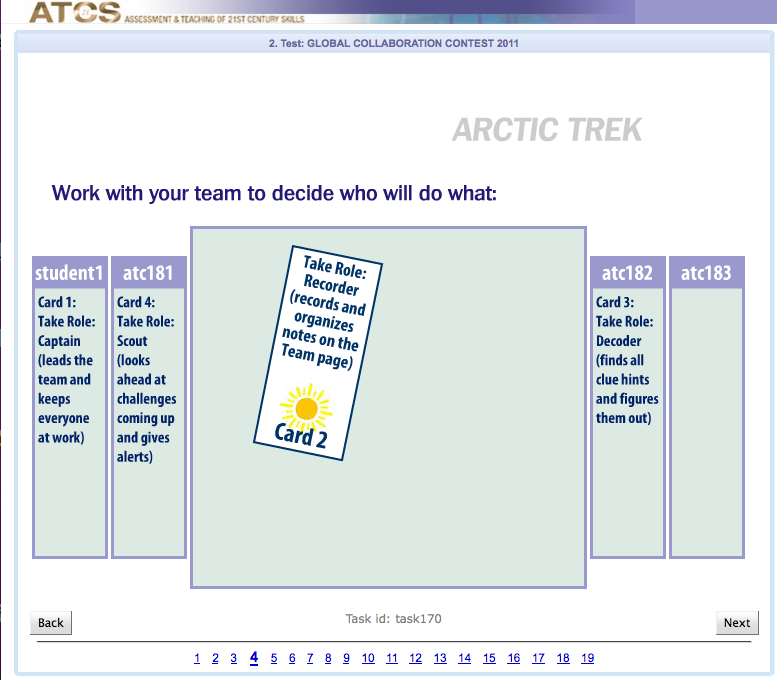 ATCS ASSESSMENT & TEACHING OF 21ST CENTURY SKILLS
2. Test: GLOBAL COLLABORATION CONTEST 2011
ARCTIC TREK
Work with your team to decide who will do what:
student1
Card 1:
Take Role:
Captain
(leads the
team and
keeps
everyone
at work)
atc181
Card 4:
Take Role:
Scout
(looks
ahead at
challenges
coming up
and gives
alerts)
Take Role:
Recorder
(records and
organizes
notes on the
Team page)
Card 2
atc182
Card 3:
Take Role:
Decoder
(finds all
clue hints
and figures
them out)
atc183
Back
Task id: task170
Next
1 2 3 4 5 6 7 8 9 10 11 12 13 14 15 16 17 18 19